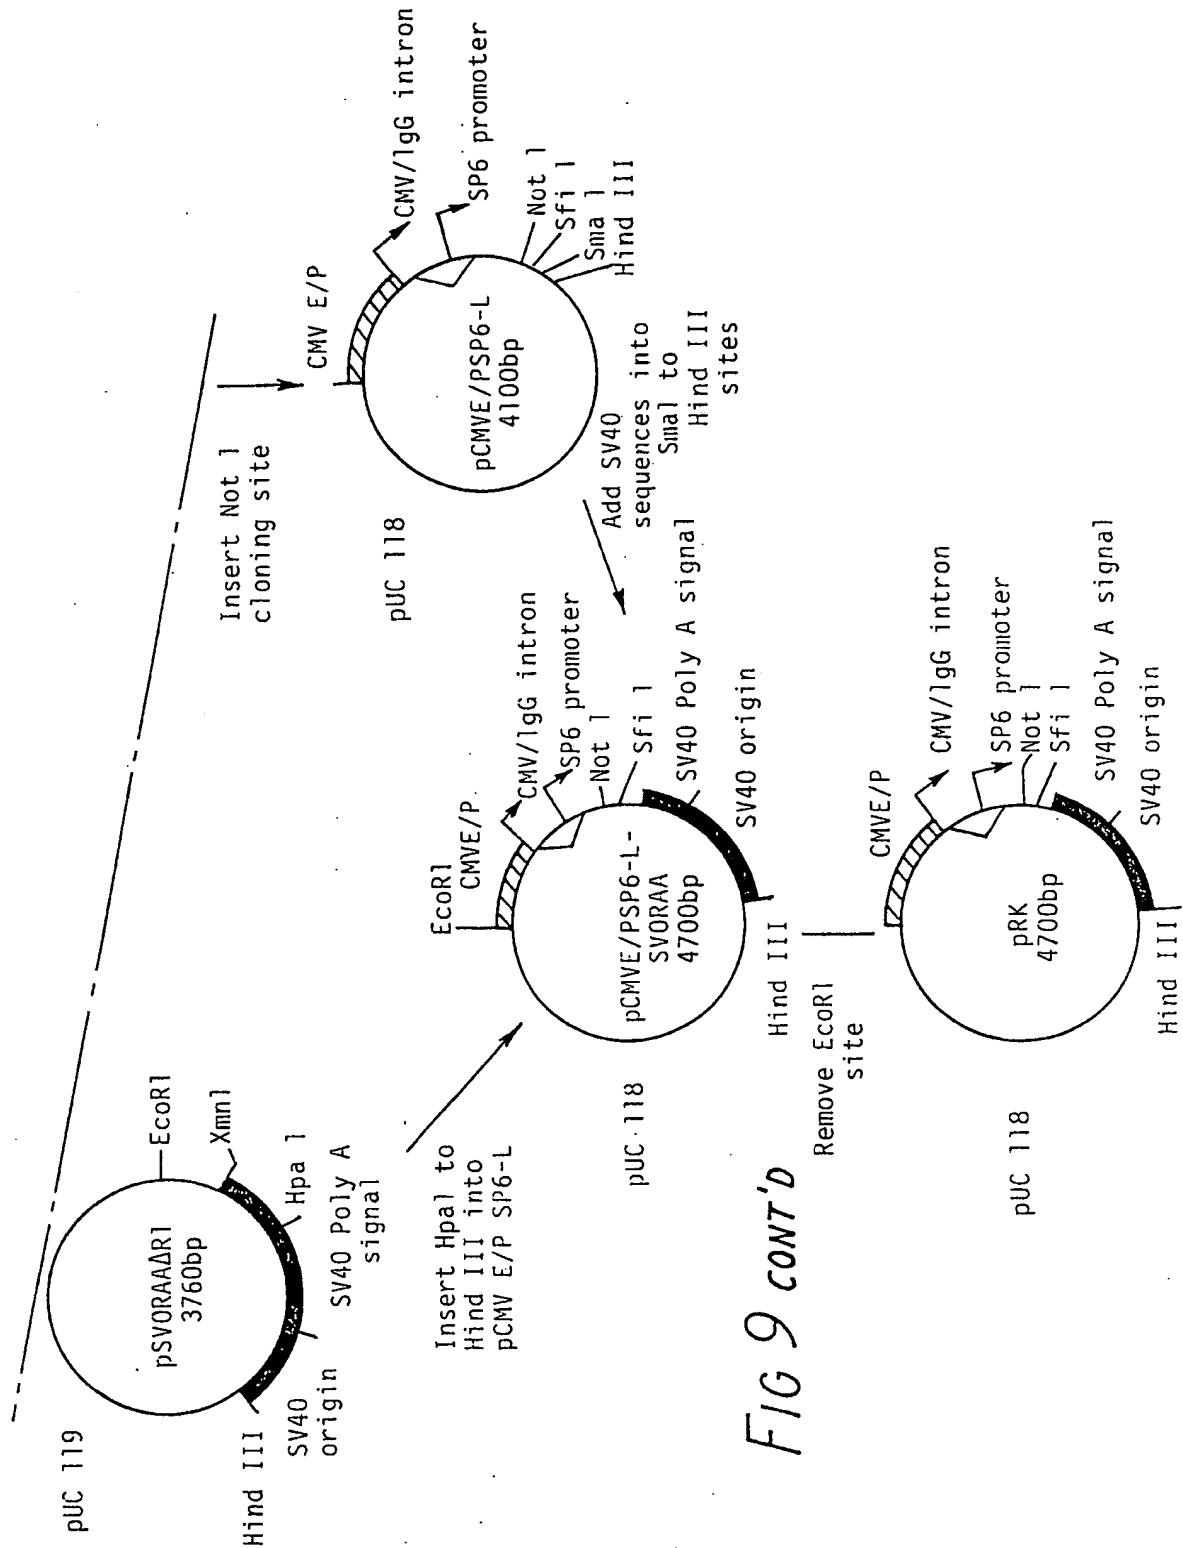 pUC 119
pSVORAAΔR1
3760bp
EcoR1
Xmn1
Hpa 1
SV40 Poly A
signal
SV40
origin
Hind III
Insert Not 1
cloning site
CMV E/P
CMV/1gG intron
SP6 promoter
pCMVE/PSP6-L
4100bp
Not 1
Sfi 1
Sma 1
Hind III
pUC 118
Insert Hpa1 to
Hind III into
pCMV E/P SP6-L
Add SV40
sequences into
Sma1 to
Hind III
sites
EcoR1
CMVE/P
CMV/1gG intron
SP6 promoter
Not 1
Sfi 1
SV40 Poly A signal
SV40 origin
pCMVE/PSP6-L-
SVORAA
4700bp
Hind III
pUC 118
Remove EcoR1
site
CMVE/P
CMV/1gG intron
SP6 promoter
Not 1
Sfi 1
SV40 Poly A signal
SV40 origin
pRK
4700bp
Hind III
pUC 118
FIG 9 CONT'D